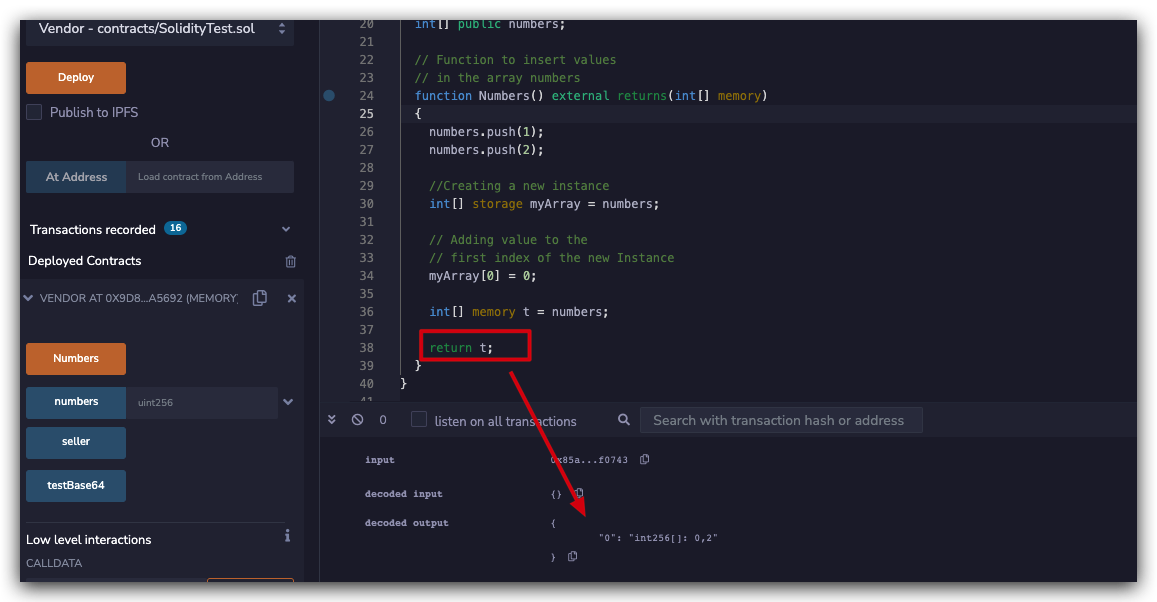 Vendor - contracts/SolidityTest.sol
Deploy
Publish to IPFS
OR
At Address Load contract from Address
Transactions recorded 16
Deployed Contracts
VENDOR AT 0X9D8...A5692 (MEMORY)
Numbers
numbers uint256
seller
testBase64
Low level interactions i
CALLDATA
20 int[] public numbers;
21
22 // Function to insert values
23 // in the array numbers
24 function Numbers() external returns(int[] memory)
25 {
26 numbers.push(1);
27 numbers.push(2);
28
29 //Creating a new instance
30 int[] storage myArray = numbers;
31
32 // Adding value to the
33 // first index of the new Instance
34 myArray[0] = 0;
35
36 int[] memory t = numbers;
37
38 return t;
39 }
40 }
41
0 listen on all transactions Search with transaction hash or address
input 0x85a...f0743
decoded input {}
decoded output {
"0": "int256[]: 0,2"
}